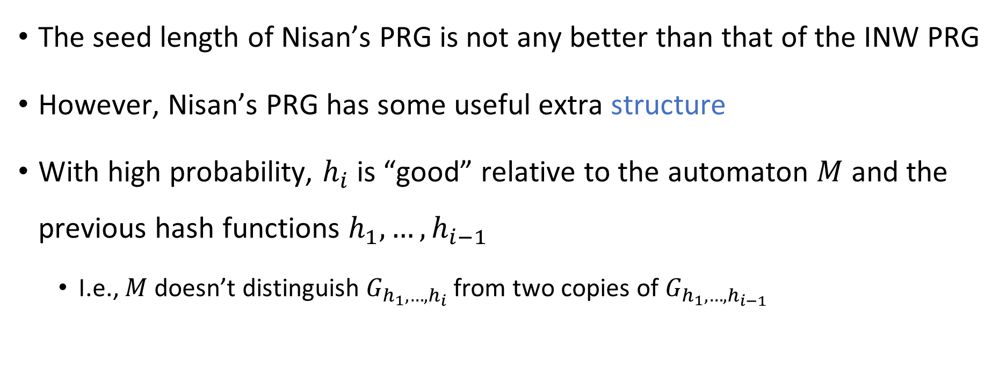 • The seed length of Nisan’s PRG is not any better than that of the INW PRG
• However, Nisan’s PRG has some useful extra structure
• With high probability, $h_i$ is “good” relative to the automaton $M$ and the
previous hash functions $h_1, \ldots, h_{i-1}$
• I.e., $M$ doesn’t distinguish $G_{h_1,\ldots,h_i}$ from two copies of $G_{h_1,\ldots,h_{i-1}}$